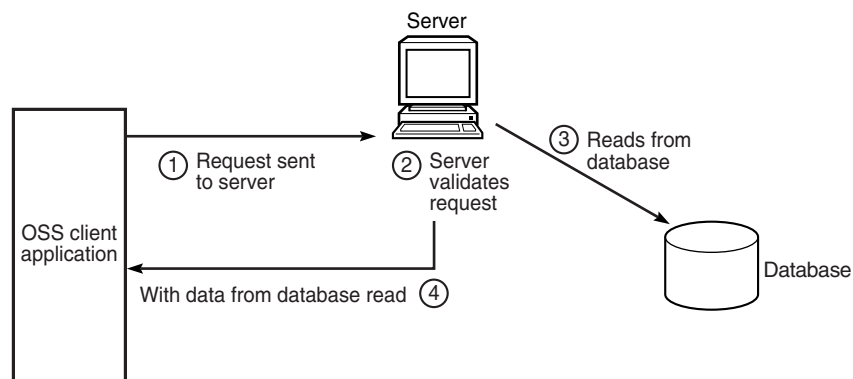 Server
1 Request sent
to server
2 Server
validates
request
3 Reads from
database
OSS client
application
With data from database read 4
Database